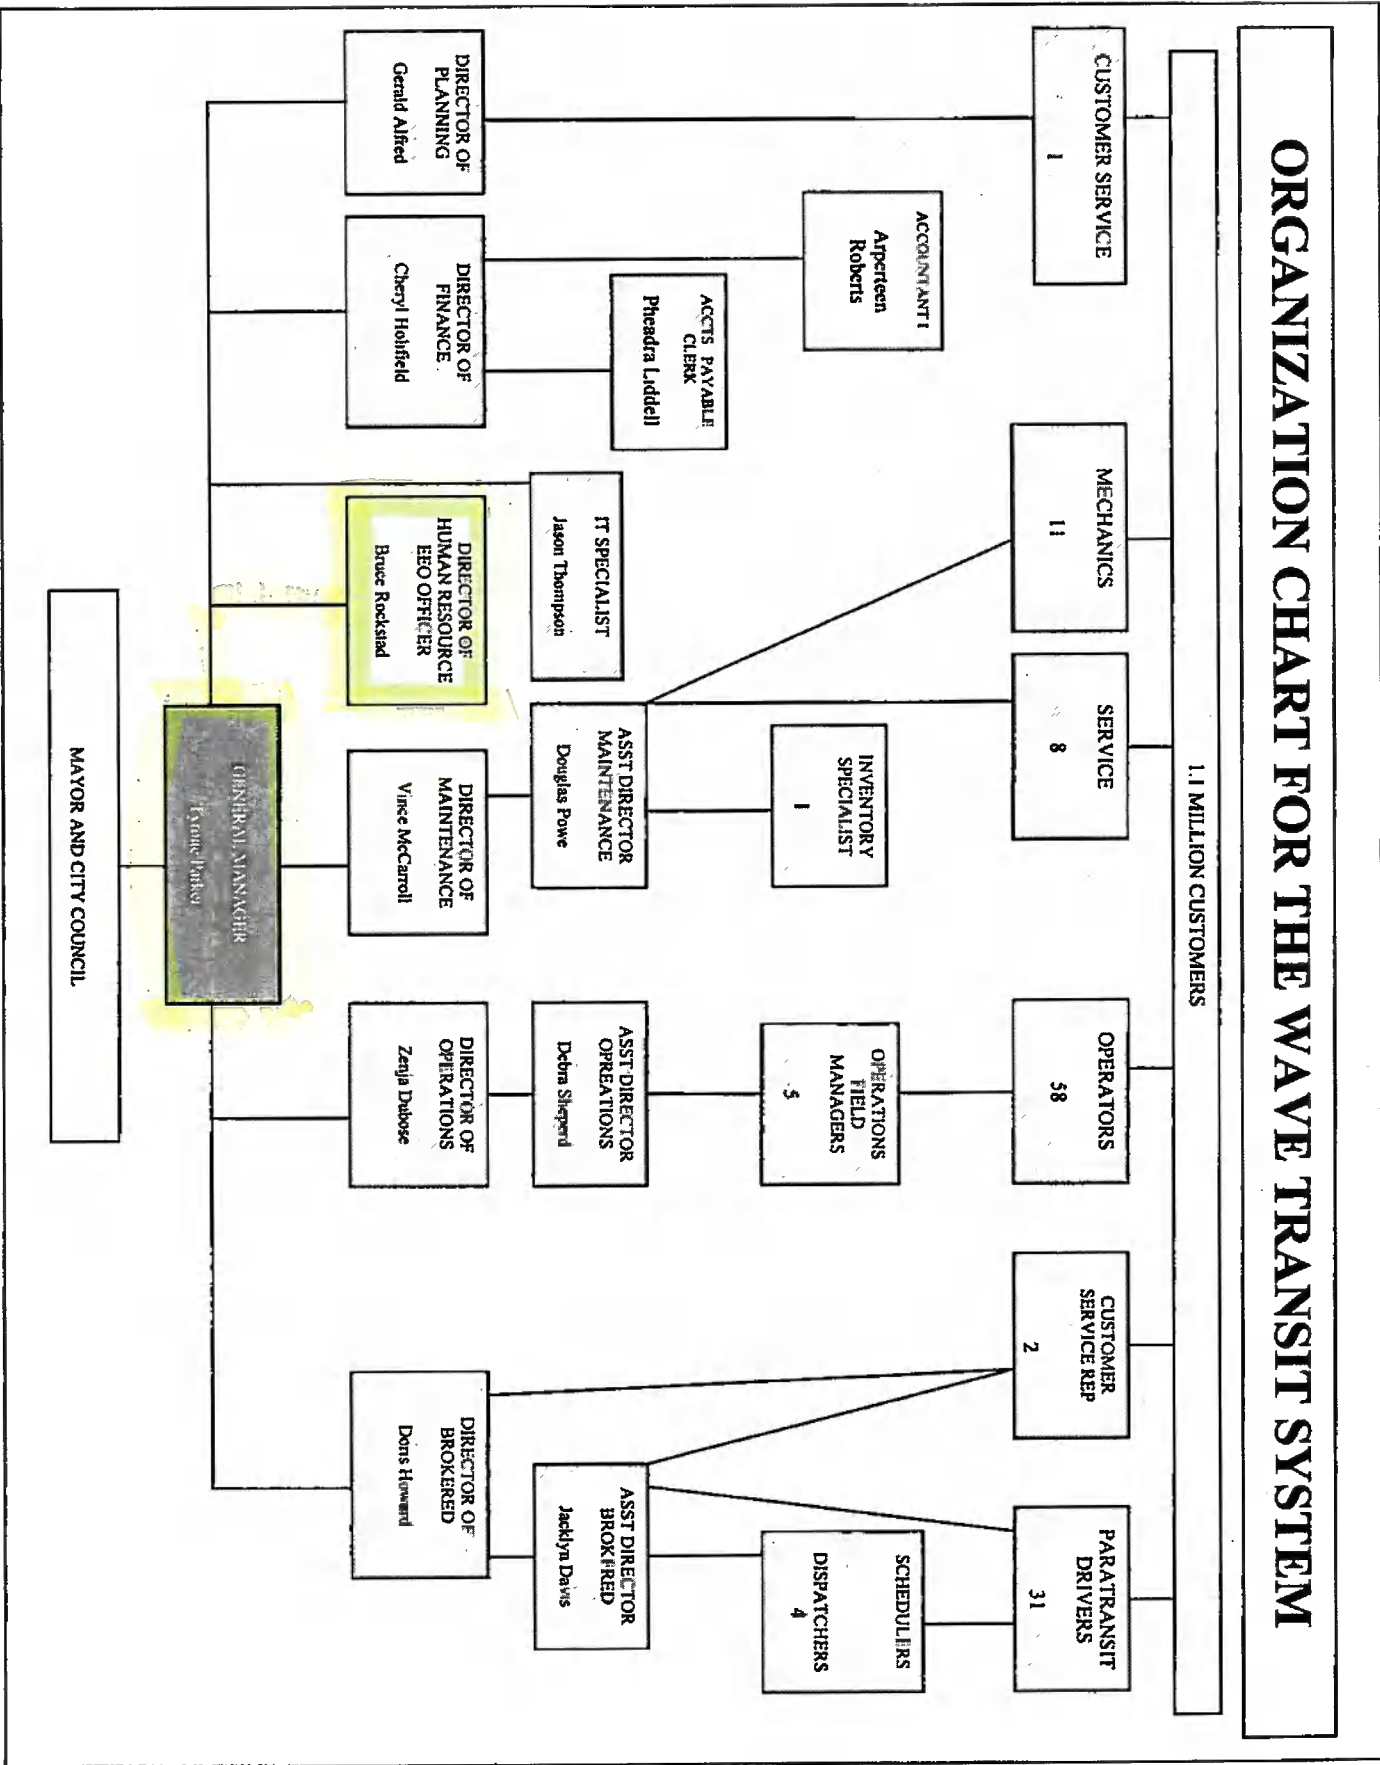 ORGANIZATION CHART FOR THE WAVE TRANSIT SYSTEM
1.1 MILLION CUSTOMERS
CUSTOMER SERVICE
1
MECHANICS
11
SERVICE
8
OPERATORS
58
CUSTOMER
SERVICE REP
2
PARATRANSIT
DRIVERS
31
ACCOUNTANT I
Arperteen
Roberts
INVENTORY
SPECIALIST
1
OPERATIONS
FIELD
MANAGERS
5
SCHEDULERS
DISPATCHERS
4
ACCTS PAYABLE
CLERK
Pheadra Liddell
IT SPECIALIST
Jason Thompson
ASST DIRECTOR
MAINTENANCE
Douglas Powe
ASST DIRECTOR
OPREATIONS
Debra Sheperd
ASST DIRECTOR
BROKERED
Jacklyn Davis
DIRECTOR OF
PLANNING
Gerald Alfred
DIRECTOR OF
FINANCE
Cheryl Hohfield
DIRECTOR OF
HUMAN RESOURCE
EEO OFFICER
Bruce Rockstad
DIRECTOR OF
MAINTENANCE
Vince McCarroll
DIRECTOR OF
OPERATIONS
Zenja Dubose
DIRECTOR OF
BROKERED
Doris Howard
GENERAL MANAGER
Tyrone Parker
MAYOR AND CITY COUNCIL